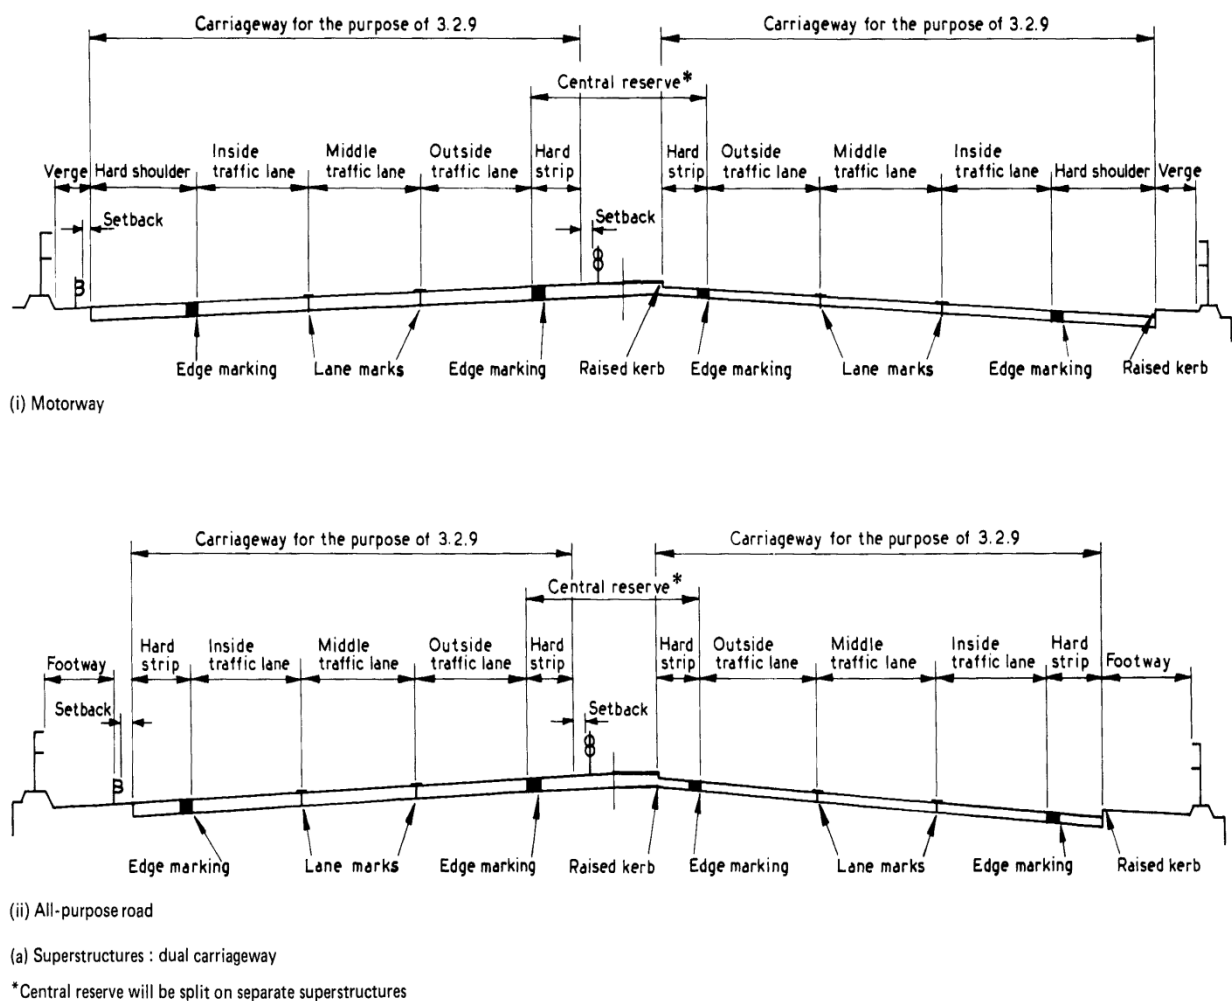 Carriageway for the purpose of 3.2.9
Carriageway for the purpose of 3.2.9
Central reserve*
Verge
Hard shoulder
Inside
traffic lane
Middle
traffic lane
Outside
traffic lane
Hard
strip
Hard
strip
Outside
traffic lane
Middle
traffic lane
Inside
traffic lane
Hard shoulder
Verge
Setback
Setback
Edge marking
Lane marks
Edge marking
Raised kerb
Edge marking
Lane marks
Edge marking
Raised kerb
(i) Motorway
Carriageway for the purpose of 3.2.9
Carriageway for the purpose of 3.2.9
Central reserve*
Footway
Hard
strip
Inside
traffic lane
Middle
traffic lane
Outside
traffic lane
Hard
strip
Hard
strip
Outside
traffic lane
Middle
traffic lane
Inside
traffic lane
Hard
strip
Footway
Setback
Setback
Edge marking
Lane marks
Edge marking
Raised kerb
Edge marking
Lane marks
Edge marking
Raised kerb
(ii) All-purpose road
(a) Superstructures : dual carriageway
*Central reserve will be split on separate superstructures